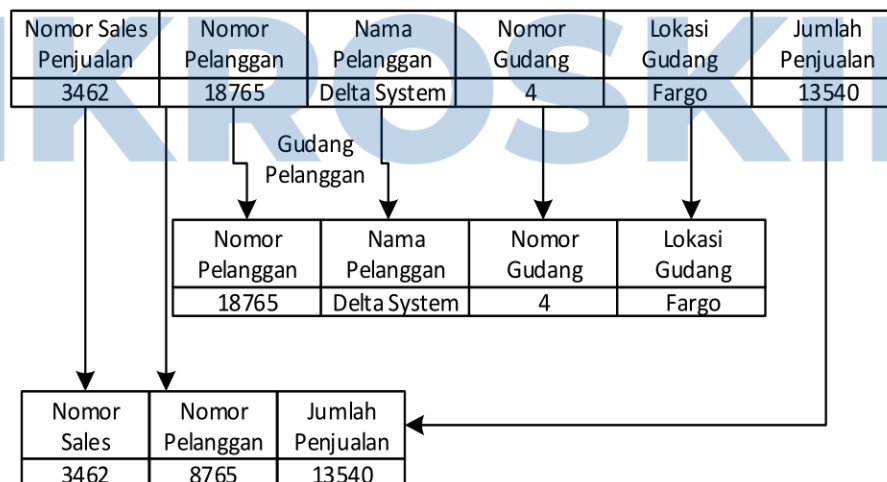 Nomor Sales Penjualan
Nomor Pelanggan
Nama Pelanggan
Nomor Gudang
Lokasi Gudang
Jumlah Penjualan
3462
18765
Delta System
4
Fargo
13540
Gudang
Pelanggan
Nomor Pelanggan
Nama Pelanggan
Nomor Gudang
Lokasi Gudang
18765
Delta System
4
Fargo
Nomor Sales
Nomor Pelanggan
Jumlah Penjualan
3462
8765
13540